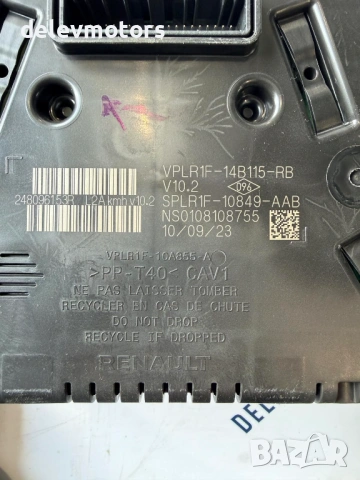 delevmotors
VPLR1F-14B115-RB
V10.2 D96
248096153R L2A kmh v10.2
SPLR1F-10849-AAB
NS0108108755
10/09/23
VPLR1F-10A855-A
>PP-T40< CAV1
NE PAS LAISSER TOMBER
RECYCLER EN CAS DE CHUTE
DO NOT DROP
RECYCLE IF DROPPED
RENAULT
DEL
BAZAR